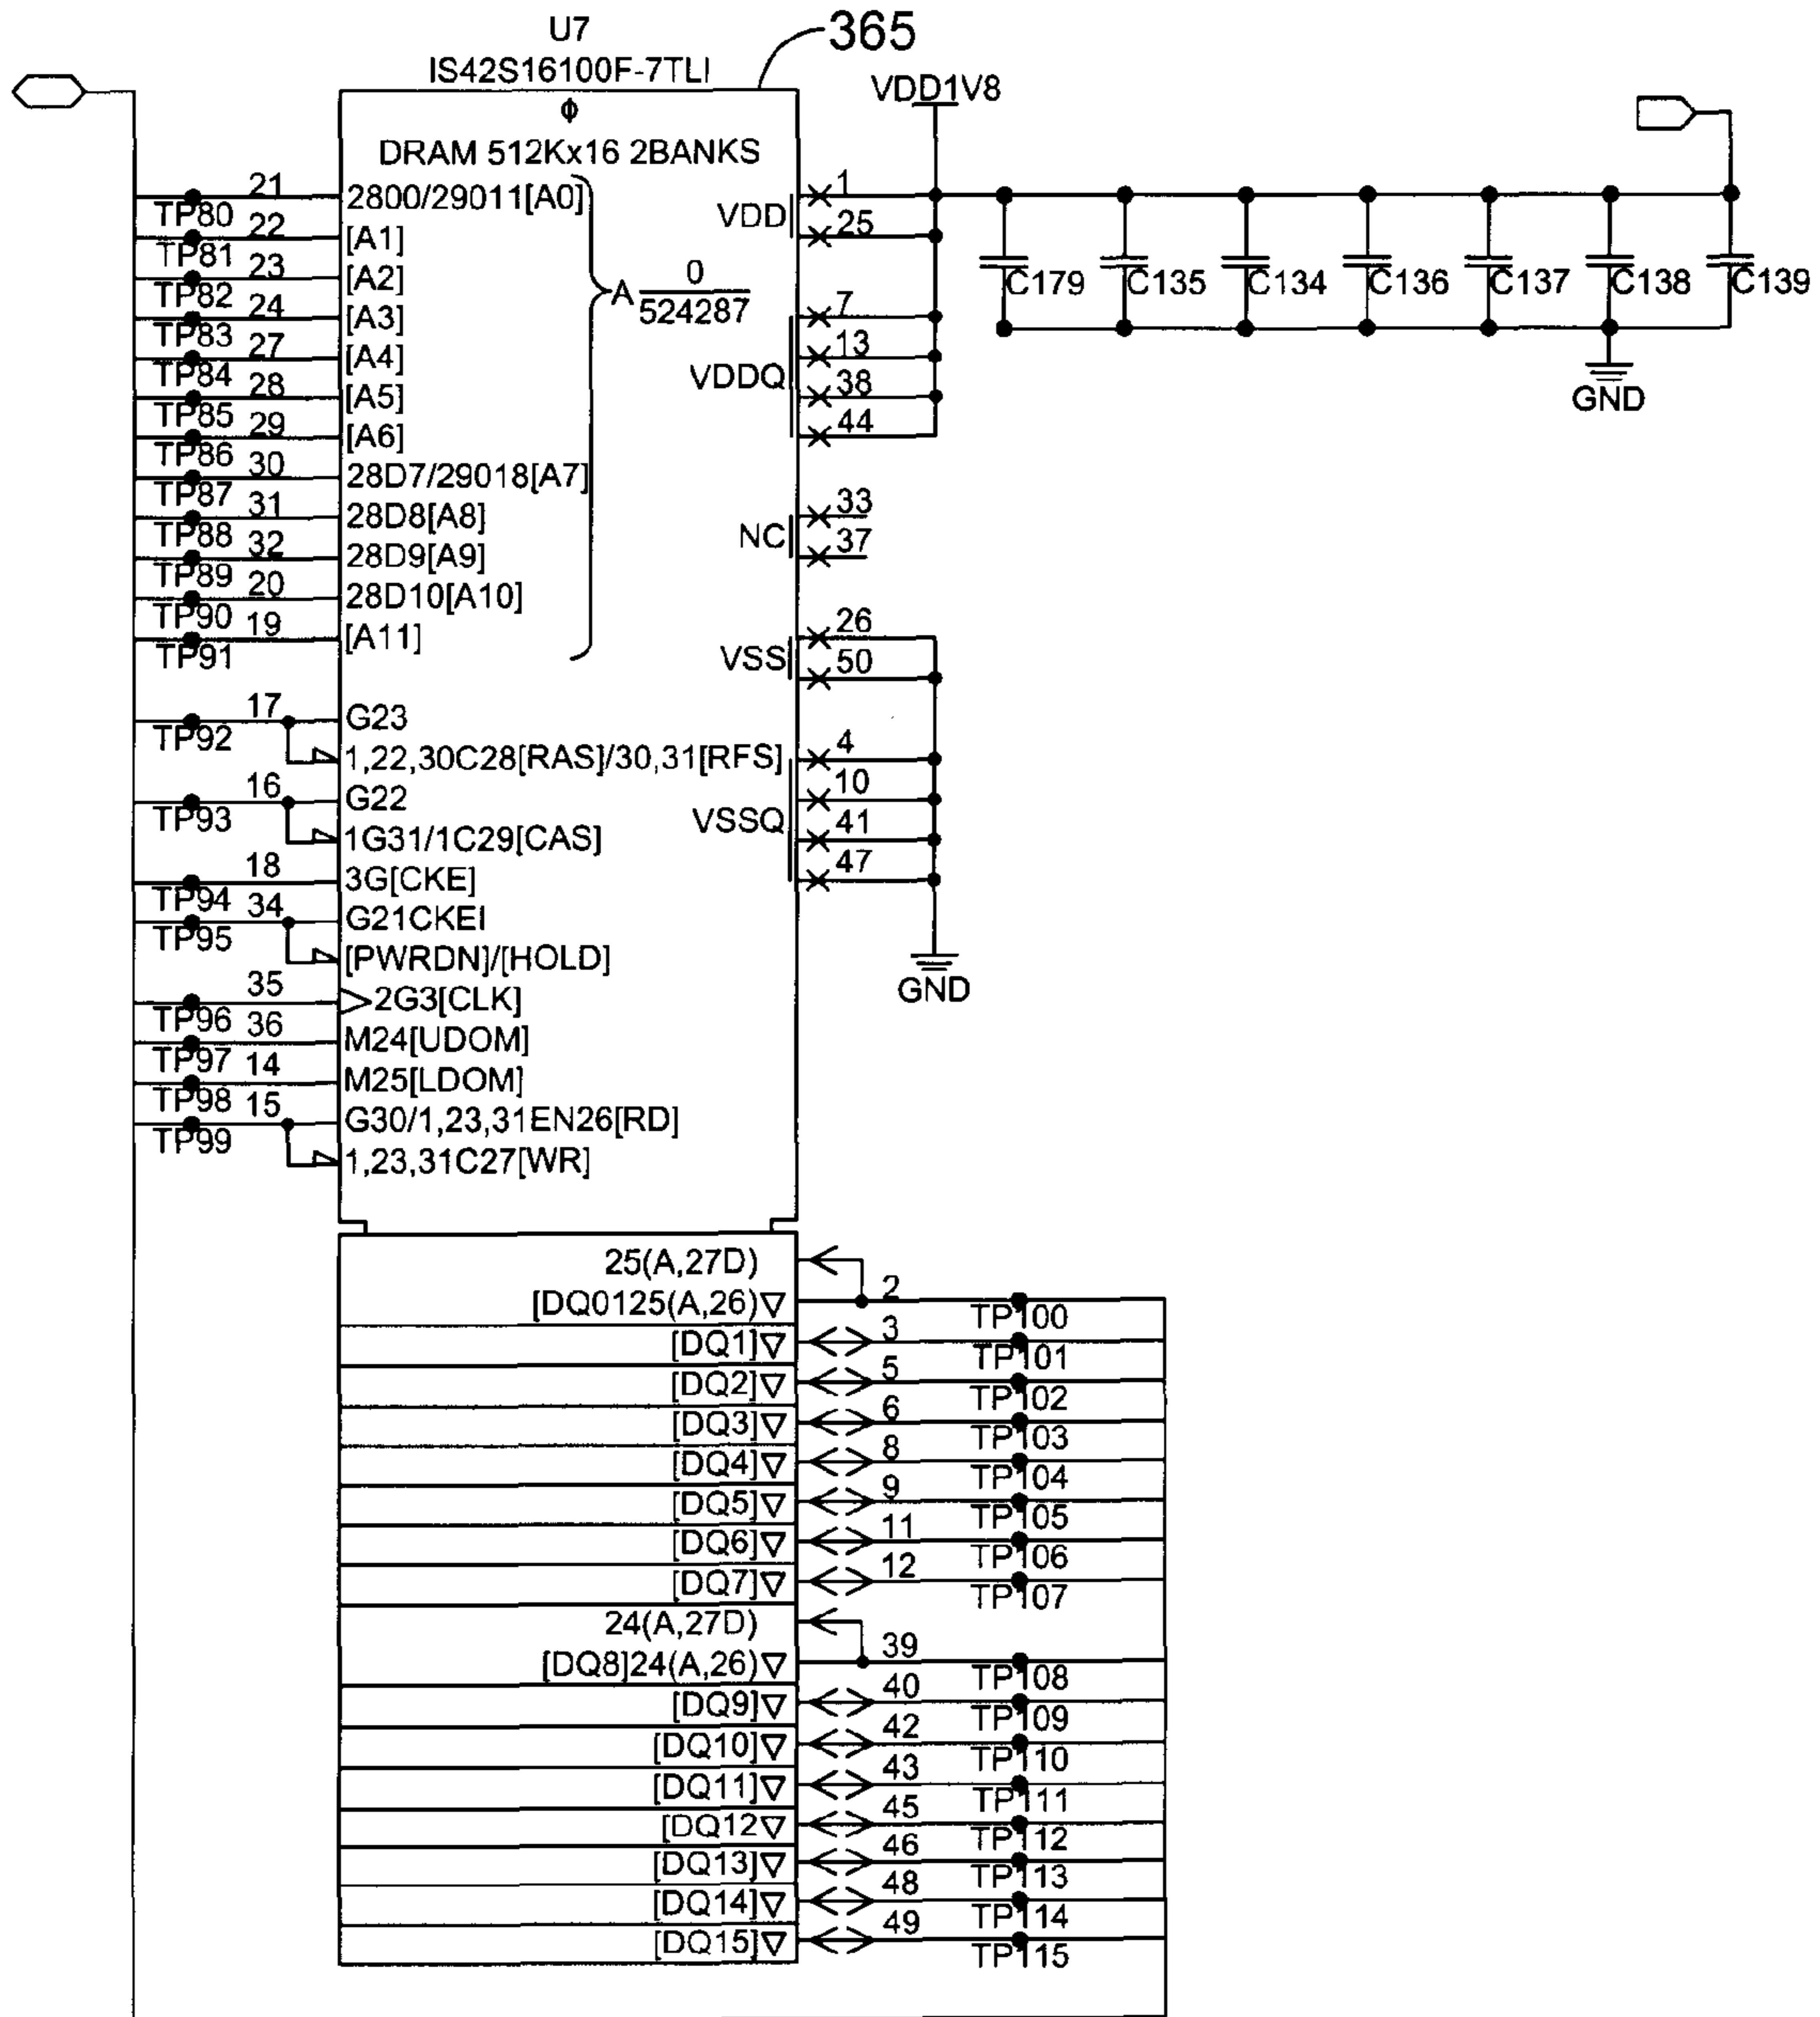 U7
365
IS42S16100F-7TLI
VDD1V8
ϕ
DRAM 512Kx16 2BANKS
TP80 21 2800/29011[A0]
TP81 22 [A1]
TP82 23 [A2]
TP83 24 [A3]
TP84 27 [A4]
TP85 28 [A5]
TP86 29 [A6]
TP87 30 28D7/29018[A7]
TP88 31 28D8[A8]
TP89 32 28D9[A9]
TP90 20 28D10[A10]
TP91 19 [A11]
A 0
524287
TP92 17 G23
1,22,30C28[RAS]/30,31[RFS]
TP93 16 G22
1G31/1C29[CAS]
TP94 18 3G[CKE]
TP95 34 G21CKEI
[PWRDN]/[HOLD]
TP96 35 2G3[CLK]
TP97 36 M24[UDOM]
TP98 14 M25[LDOM]
TP99 15 G30/1,23,31EN26[RD]
1,23,31C27[WR]
VDD 1
25
VDDQ 7
13
38
44
NC 33
37
VSS 26
50
VSSQ 4
10
41
47
GND
C179 C135 C134 C136 C137 C138 C139
GND
25(A,27D)
[DQ0125(A,26) 2 TP100
[DQ1] 3 TP101
[DQ2] 5 TP102
[DQ3] 6 TP103
[DQ4] 8 TP104
[DQ5] 9 TP105
[DQ6] 11 TP106
[DQ7] 12 TP107
24(A,27D)
[DQ8]24(A,26) 39 TP108
[DQ9] 40 TP109
[DQ10] 42 TP110
[DQ11] 43 TP111
[DQ12 45 TP112
[DQ13] 46 TP113
[DQ14] 48 TP114
[DQ15] 49 TP115